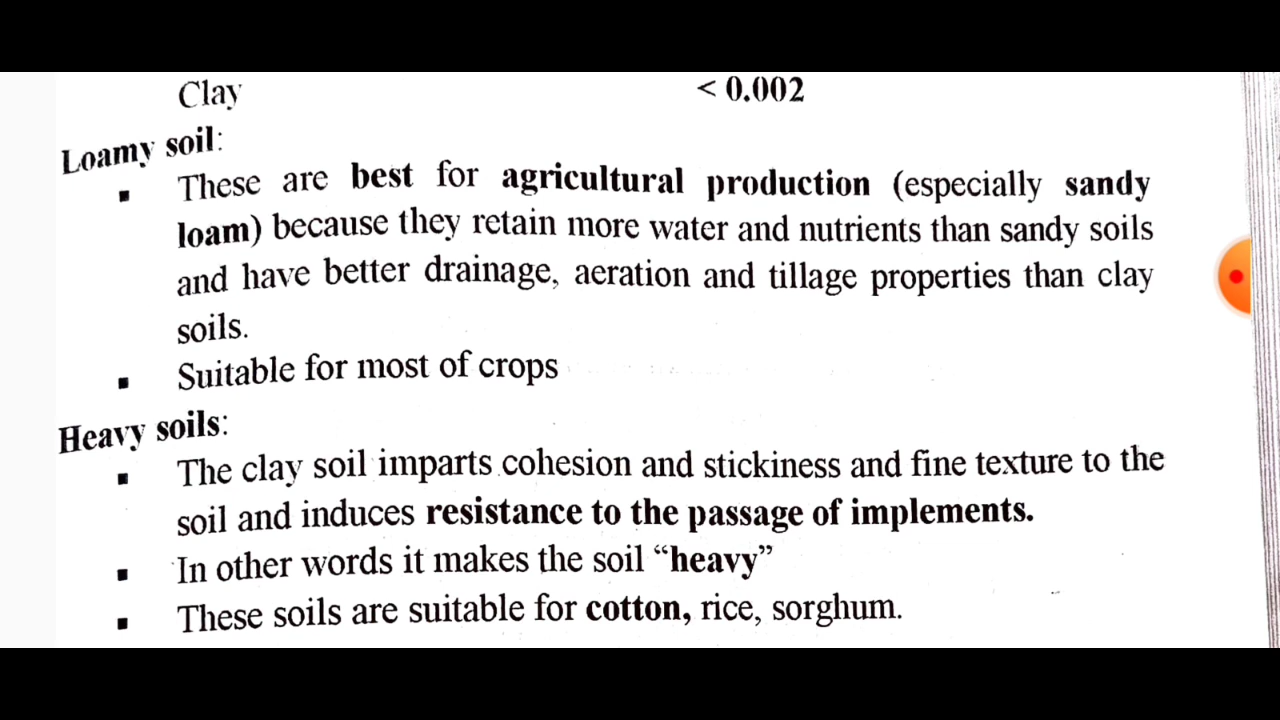 Clay < 0.002
Loamy soil:
▪ These are best for agricultural production (especially sandy
loam) because they retain more water and nutrients than sandy soils
and have better drainage, aeration and tillage properties than clay
soils.
▪ Suitable for most of crops
Heavy soils:
▪ The clay soil imparts cohesion and stickiness and fine texture to the
soil and induces resistance to the passage of implements.
▪ In other words it makes the soil “heavy”
▪ These soils are suitable for cotton, rice, sorghum.